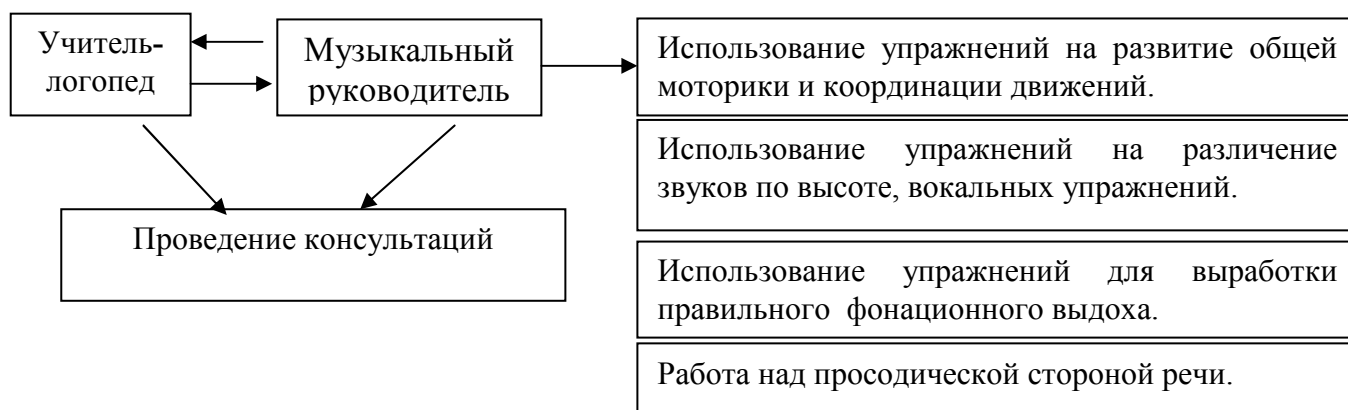 Учитель-
логопед
Музыкальный
руководитель
Проведение консультаций
Использование упражнений на развитие общей
моторики и координации движений.
Использование упражнений на различение
звуков по высоте, вокальных упражнений.
Использование упражнений для выработки
правильного фонационного выдоха.
Работа над просодической стороной речи.